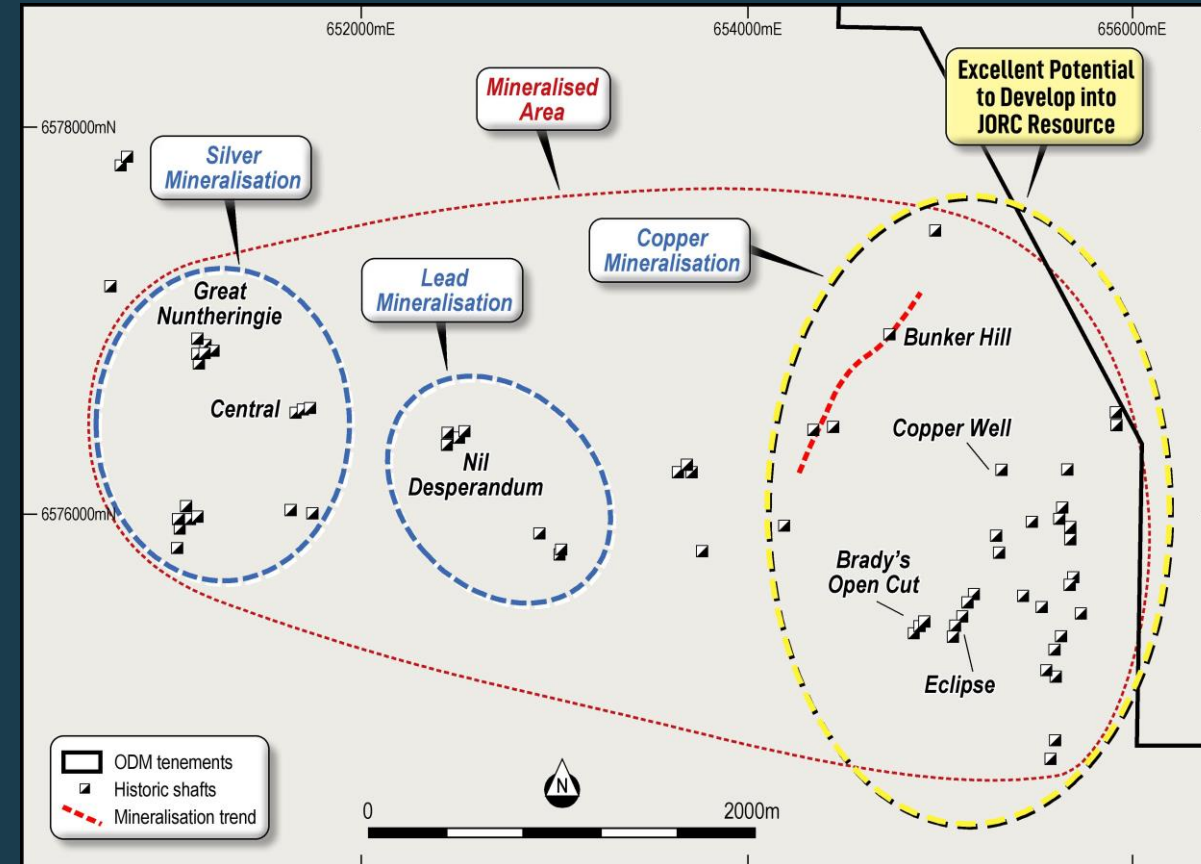 652000mE
654000mE
656000mE
6578000mN
6576000mN
Mineralised
Area
Excellent Potential
to Develop into
JORC Resource
Silver
Mineralisation
Copper
Mineralisation
Lead
Mineralisation
Great
Nuntheringie
Central
Nil
Desperandum
Bunker Hill
Copper Well
Brady's
Open Cut
Eclipse
ODM tenements
Historic shafts
Mineralisation trend
N
0
2000m